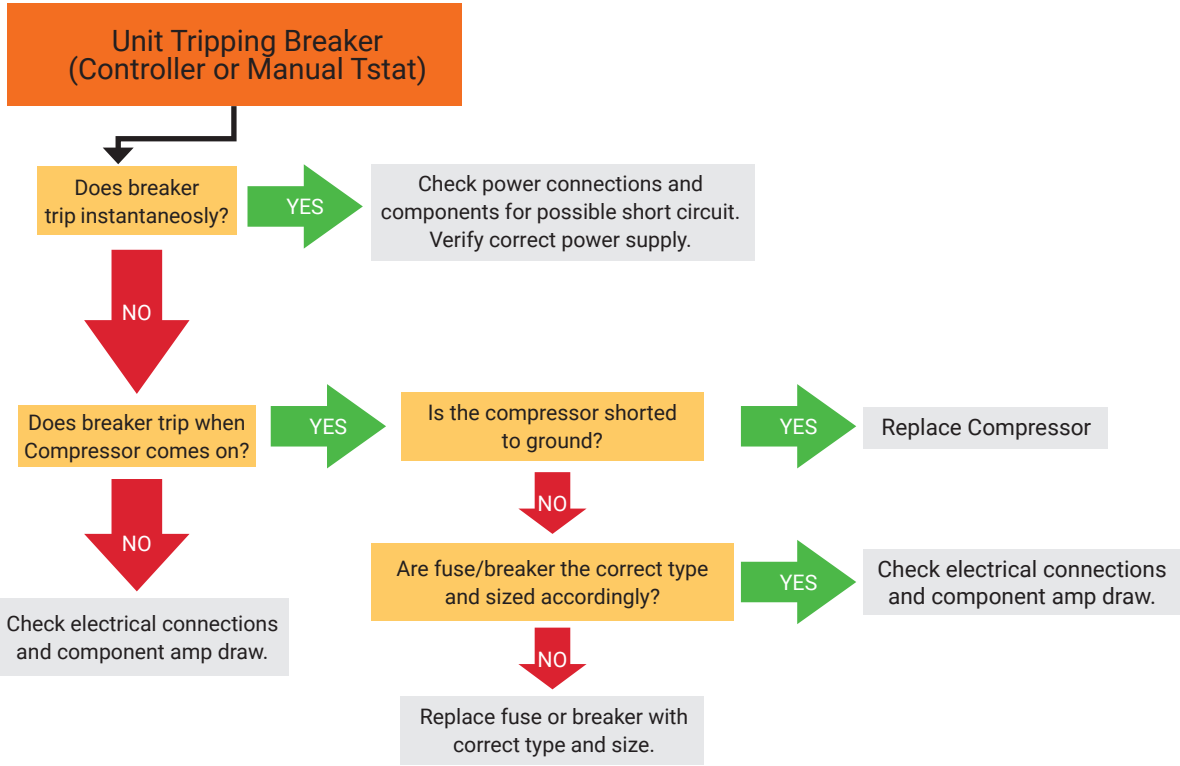 Unit Tripping Breaker
(Controller or Manual Tstat)
Does breaker
trip instantaneosly?
YES
Check power connections and
components for possible short circuit.
Verify correct power supply.
NO
Does breaker trip when
Compressor comes on?
YES
Is the compressor shorted
to ground?
YES
Replace Compressor
NO
NO
Are fuse/breaker the correct type
and sized accordingly?
YES
Check electrical connections
and component amp draw.
Check electrical connections
and component amp draw.
NO
Replace fuse or breaker with
correct type and size.